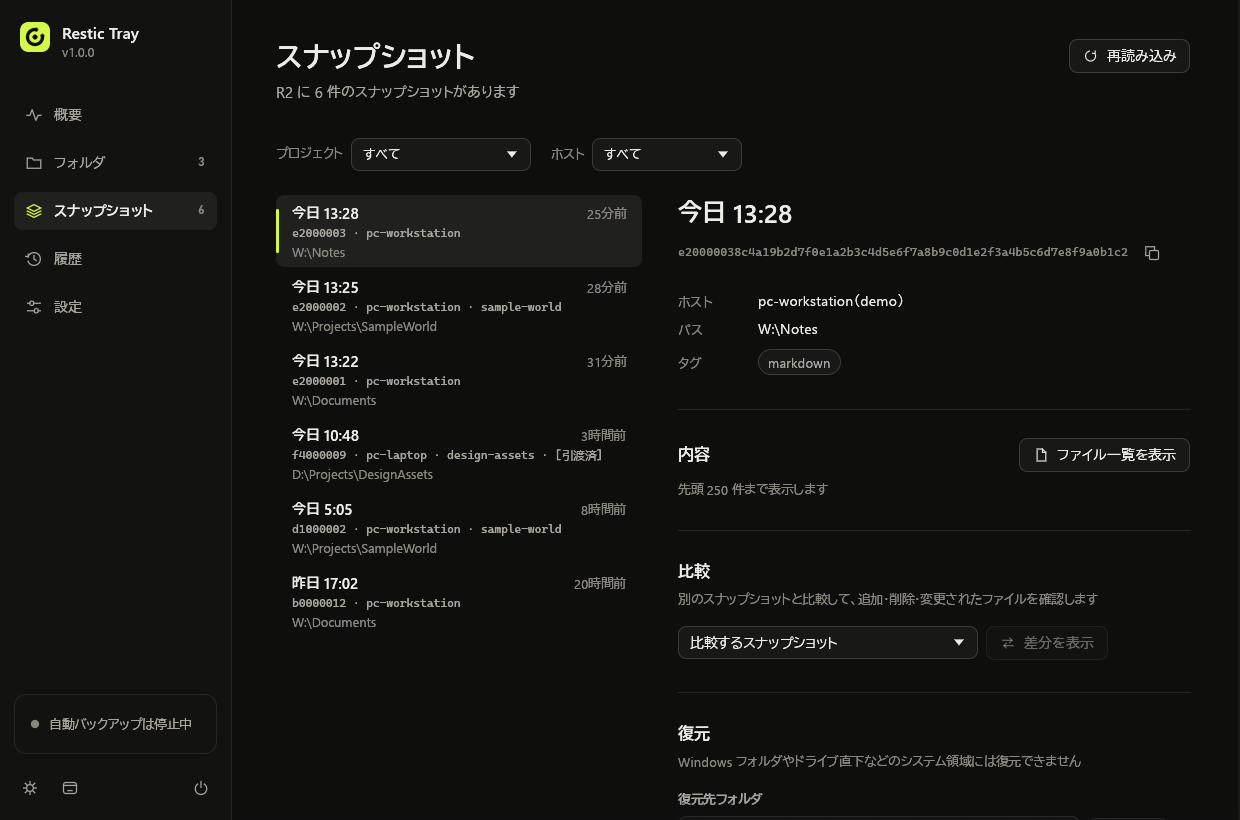 Restic Tray
v1.0.0
概要
フォルダ 3
スナップショット 6
履歴
設定
自動バックアップは停止中
スナップショット
R2 に 6 件のスナップショットがあります
再読み込み
プロジェクト すべて ホスト すべて
今日 13:28 25分前
e2000003 · pc-workstation
W:\Notes
今日 13:25 28分前
e2000002 · pc-workstation · sample-world
W:\Projects\SampleWorld
今日 13:22 31分前
e2000001 · pc-workstation
W:\Documents
今日 10:48 3時間前
f4000009 · pc-laptop · design-assets · [引渡済]
D:\Projects\DesignAssets
今日 5:05 8時間前
d1000002 · pc-workstation · sample-world
W:\Projects\SampleWorld
昨日 17:02 20時間前
b0000012 · pc-workstation
W:\Documents
今日 13:28
e20000038c4a19b2d7f0e1a2b3c4d5e6f7a8b9c0d1e2f3a4b5c6d7e8f9a0b1c2
ホスト pc-workstation(demo)
パス W:\Notes
タグ markdown
内容
ファイル一覧を表示
先頭 250 件まで表示します
比較
別のスナップショットと比較して、追加・削除・変更されたファイルを確認します
比較するスナップショット 差分を表示
復元
Windows フォルダやドライブ直下などのシステム領域には復元できません
復元先フォルダ